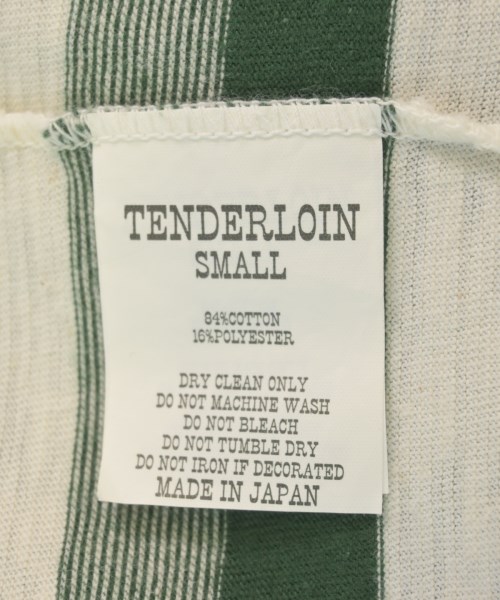 TENDERLOIN
SMALL
84%COTTON
16%POLYESTER
DRY CLEAN ONLY
DO NOT MACHINE WASH
DO NOT BLEACH
DO NOT TUMBLE DRY
DO NOT IRON IF DECORATED
MADE IN JAPAN